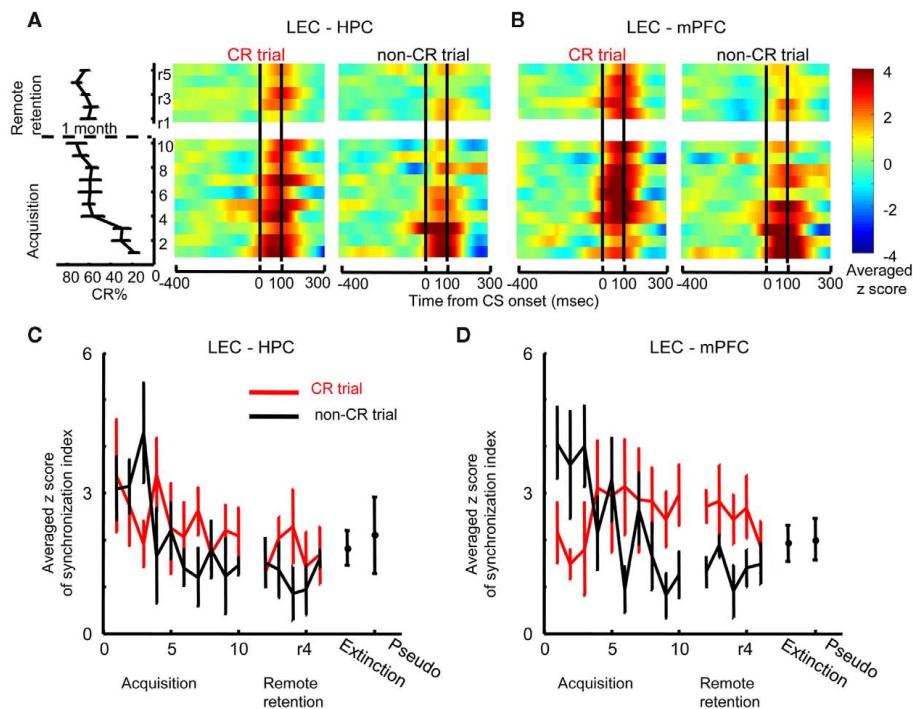 A
LEC - HPC
CR trial
non-CR trial
B
LEC - mPFC
CR trial
non-CR trial
Remote
retention
1 month
Acquisition
r5
r3
r1
10
8
6
4
2
0
80
60
40
20
CR%
-400
0
100
300
-400
0
100
300
-400
0
100
300
-400
0
100
300
Time from CS onset (msec)
4
2
0
-2
-4
Averaged
z score
C
LEC - HPC
CR trial
non-CR trial
Averaged z score
of synchronization index
6
3
0
0
5
10
r4
Acquisition
Remote
retention
Extinction
Pseudo
D
LEC - mPFC
Averaged z score
of synchronization index
6
3
0
0
5
10
r4
Acquisition
Remote
retention
Extinction
Pseudo